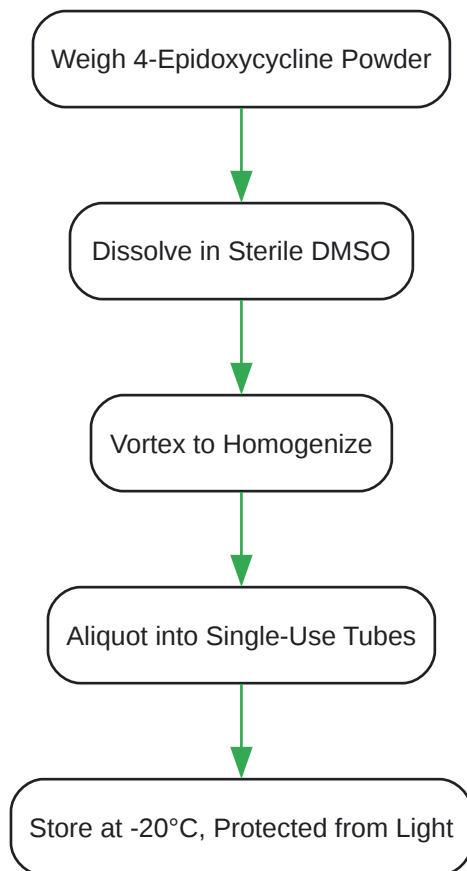 Weigh 4-Epidoxycycline Powder
Dissolve in Sterile DMSO
Vortex to Homogenize
Aliquot into Single-Use Tubes
Store at -20°C, Protected from Light